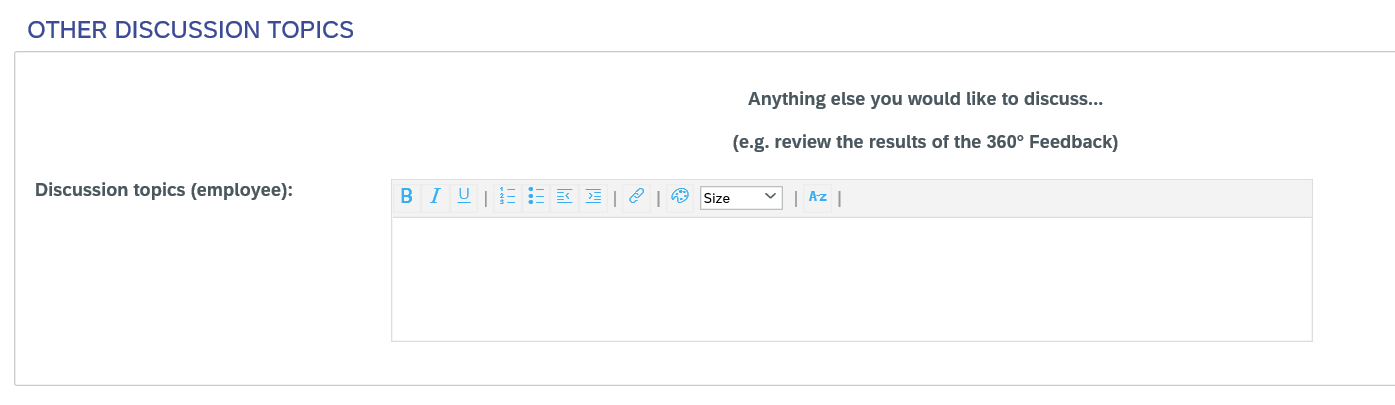 OTHER DISCUSSION TOPICS
Anything else you would like to discuss...
(e.g. review the results of the 360° Feedback)
Discussion topics (employee):
B I U | | | Size | A-z |